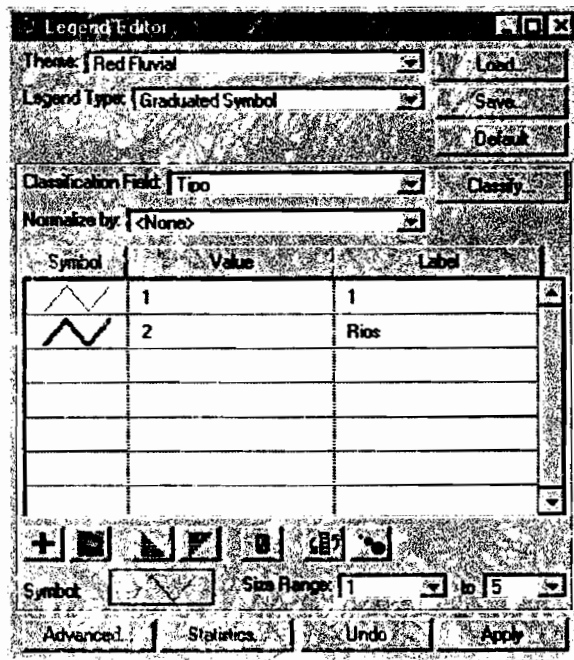 Legend Editor
Theme: Red Fluvial
Load...
Legend Type: Graduated Symbol
Save...
Default
Classification Field: Tipo
Classify...
Normalize by: <None>
Symbol Value Label
1 1
2 Rios
Symbol: Size Range: 1 to 5
Advanced... Statistics... Undo Apply